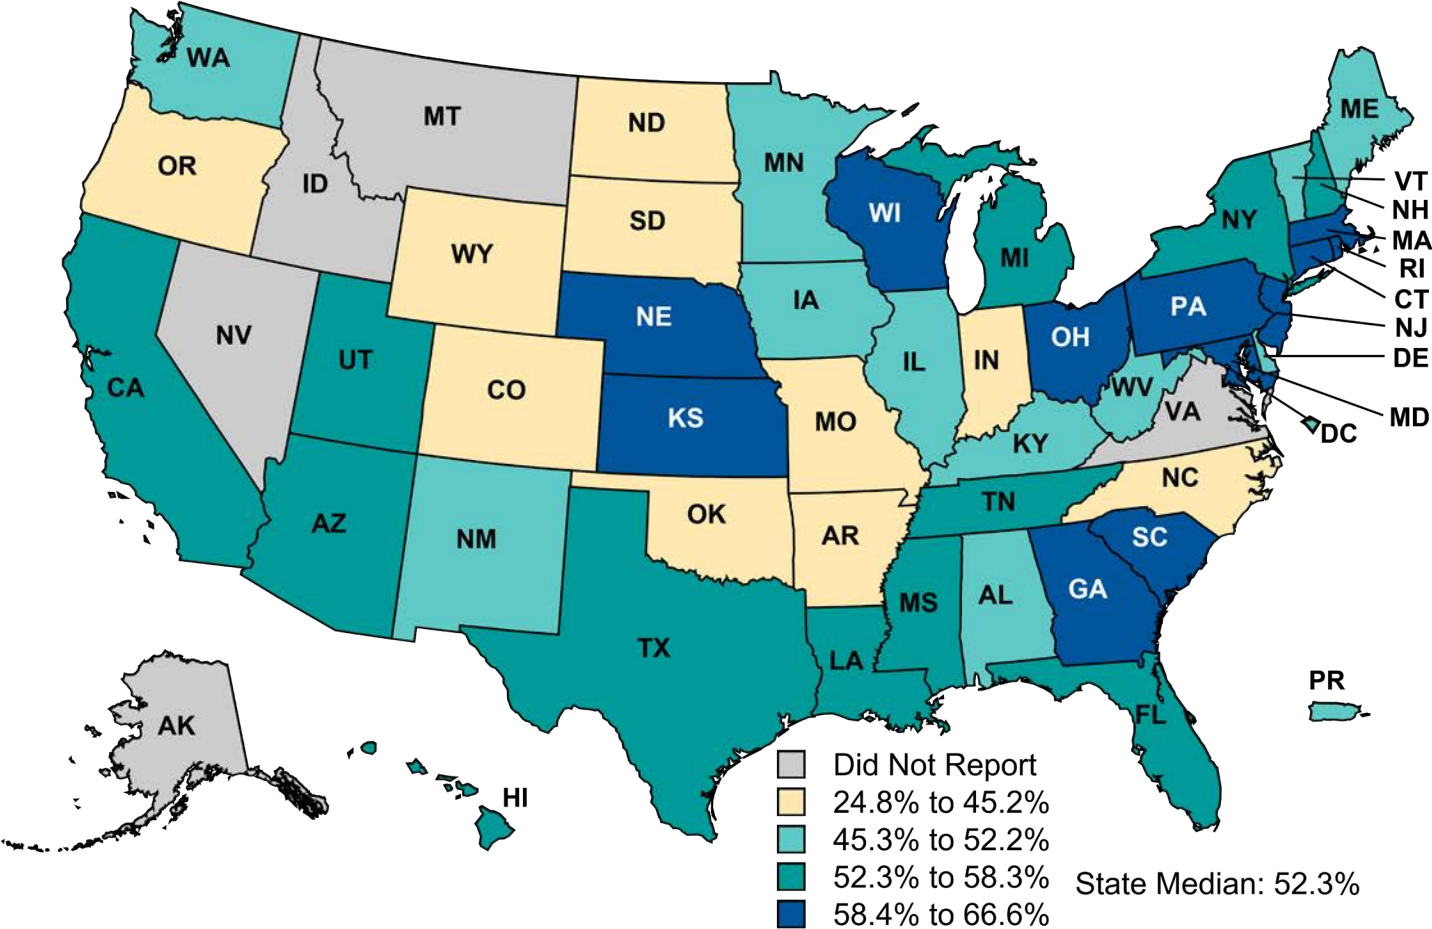 WA
MT
ND
MN
ME
OR
ID
SD
WI
VT
NH
NY
MA
WY
MI
RI
IA
NE
PA
CT
NV
OH
NJ
UT
IL
IN
DE
CA
CO
WV
KS
MO
VA
MD
KY
DC
NC
AZ
NM
OK
TN
AR
SC
MS
AL
GA
TX
LA
FL
PR
AK
HI
Did Not Report
24.8% to 45.2%
45.3% to 52.2%
52.3% to 58.3%
State Median: 52.3%
58.4% to 66.6%